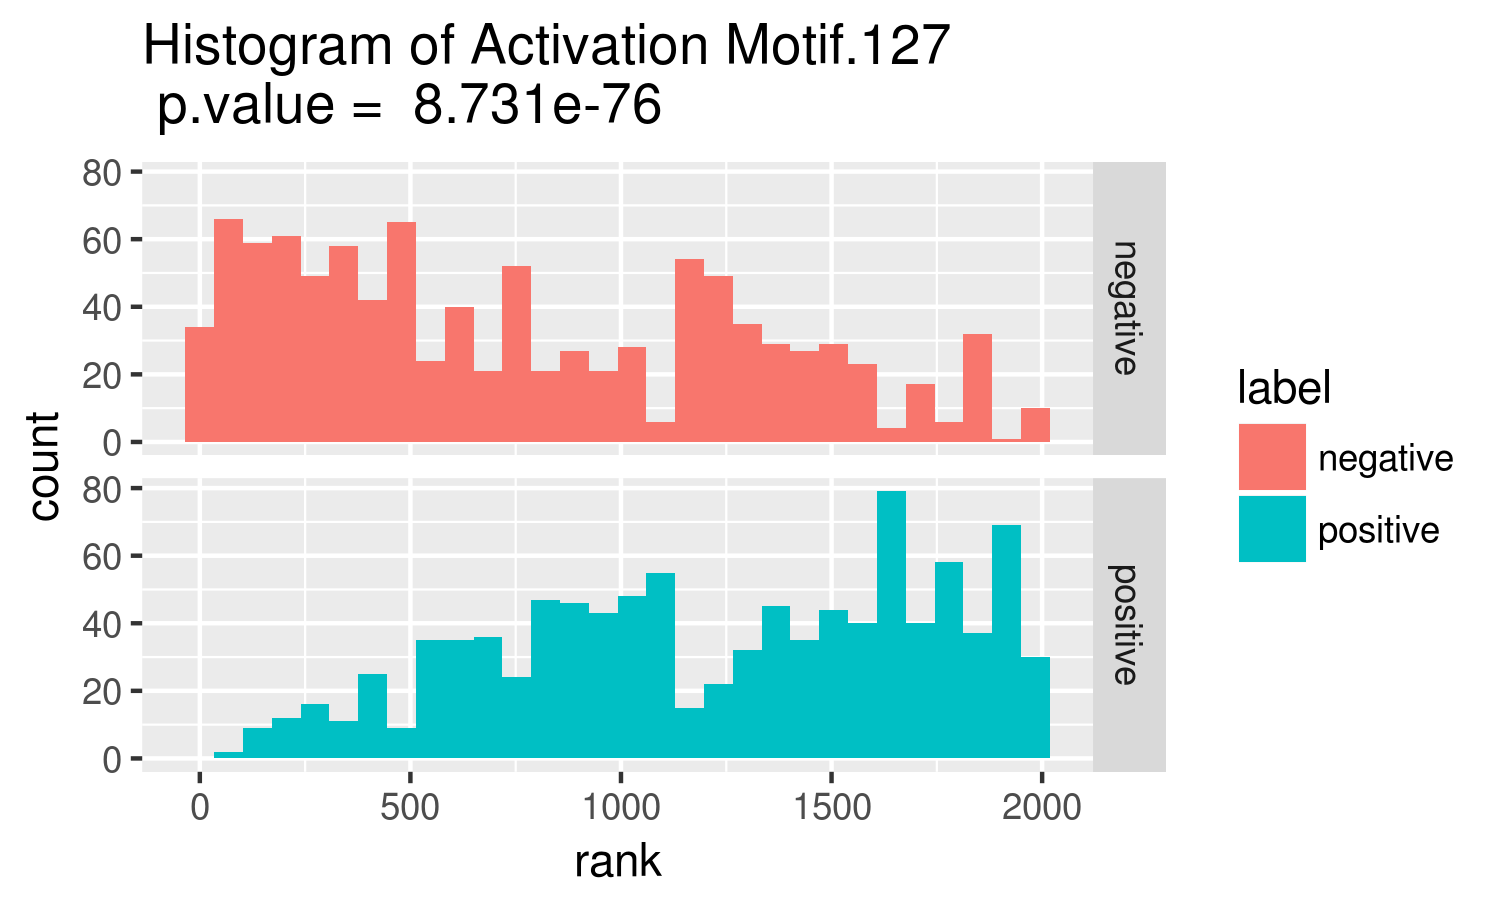 Histogram of Activation Motif.127
p.value = 8.731e-76
80
60
40
20
0
negative
80
60
40
20
0
positive
0 500 1000 1500 2000
rank
count
label
negative
positive